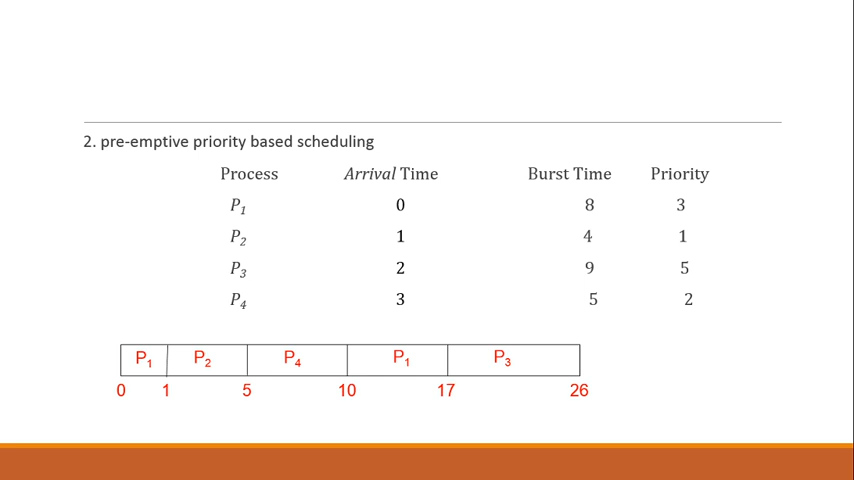 2. pre-emptive priority based scheduling
Process Arrival Time Burst Time Priority
P1 0 8 3
P2 1 4 1
P3 2 9 5
P4 3 5 2
P1 P2 P4 P1 P3
0 1 5 10 17 26